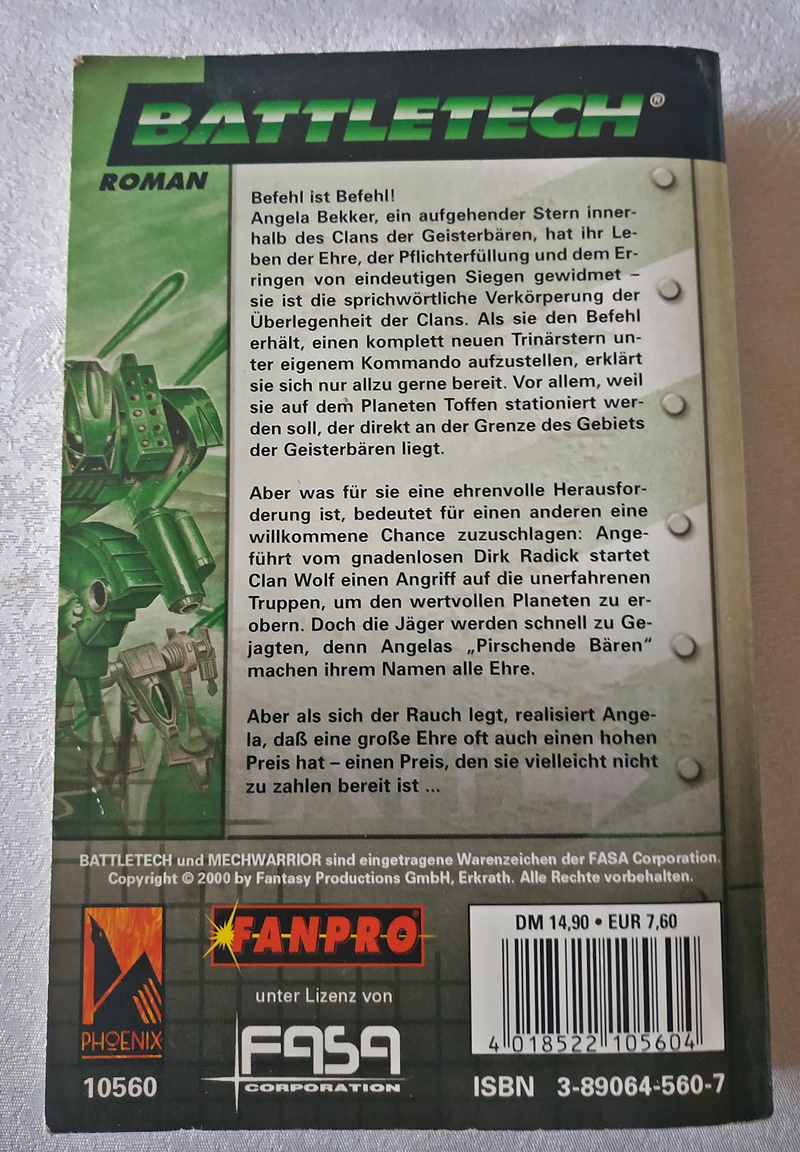 BATTLETECH®
ROMAN
Befehl ist Befehl!
Angela Bekker, ein aufgehender Stern inner-
halb des Clans der Geisterbären, hat ihr Le-
ben der Ehre, der Pflichterfüllung und dem Er-
ringen von eindeutigen Siegen gewidmet –
sie ist die sprichwörtliche Verkörperung der
Überlegenheit der Clans. Als sie den Befehl
erhält, einen komplett neuen Trinärstern un-
ter eigenem Kommando aufzustellen, erklärt
sie sich nur allzu gerne bereit. Vor allem, weil
sie auf dem Planeten Toffen stationiert wer-
den soll, der direkt an der Grenze des Gebiets
der Geisterbären liegt.
Aber was für sie eine ehrenvolle Herausfor-
derung ist, bedeutet für einen anderen eine
willkommene Chance zuzuschlagen: Ange-
führt vom gnadenlosen Dirk Radick startet
Clan Wolf einen Angriff auf die unerfahrenen
Truppen, um den wertvollen Planeten zu er-
obern. Doch die Jäger werden schnell zu Ge-
jagten, denn Angelas „Pirschende Bären“
machen ihrem Namen alle Ehre.
Aber als sich der Rauch legt, realisiert Ange-
la, daß eine große Ehre oft auch einen hohen
Preis hat – einen Preis, den sie vielleicht nicht
zu zahlen bereit ist ...
BATTLETECH und MECHWARRIOR sind eingetragene Warenzeichen der FASA Corporation.
Copyright © 2000 by Fantasy Productions GmbH, Erkrath. Alle Rechte vorbehalten.
PHOENIX
10560
FANPRO®
unter Lizenz von
FASA
CORPORATION
DM 14,90 • EUR 7,60
4 018522 105604
ISBN 3-89064-560-7